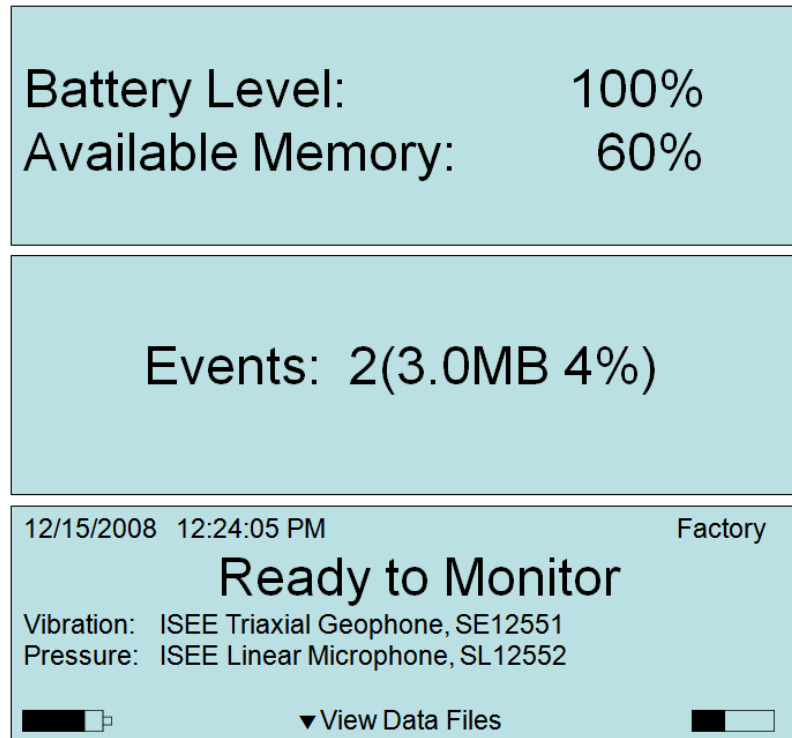 Battery Level: 100%
Available Memory: 60%
Events: 2(3.0MB 4%)
12/15/2008 12:24:05 PM Factory
Ready to Monitor
Vibration: ISEE Triaxial Geophone, SE12551
Pressure: ISEE Linear Microphone, SL12552
▼View Data Files